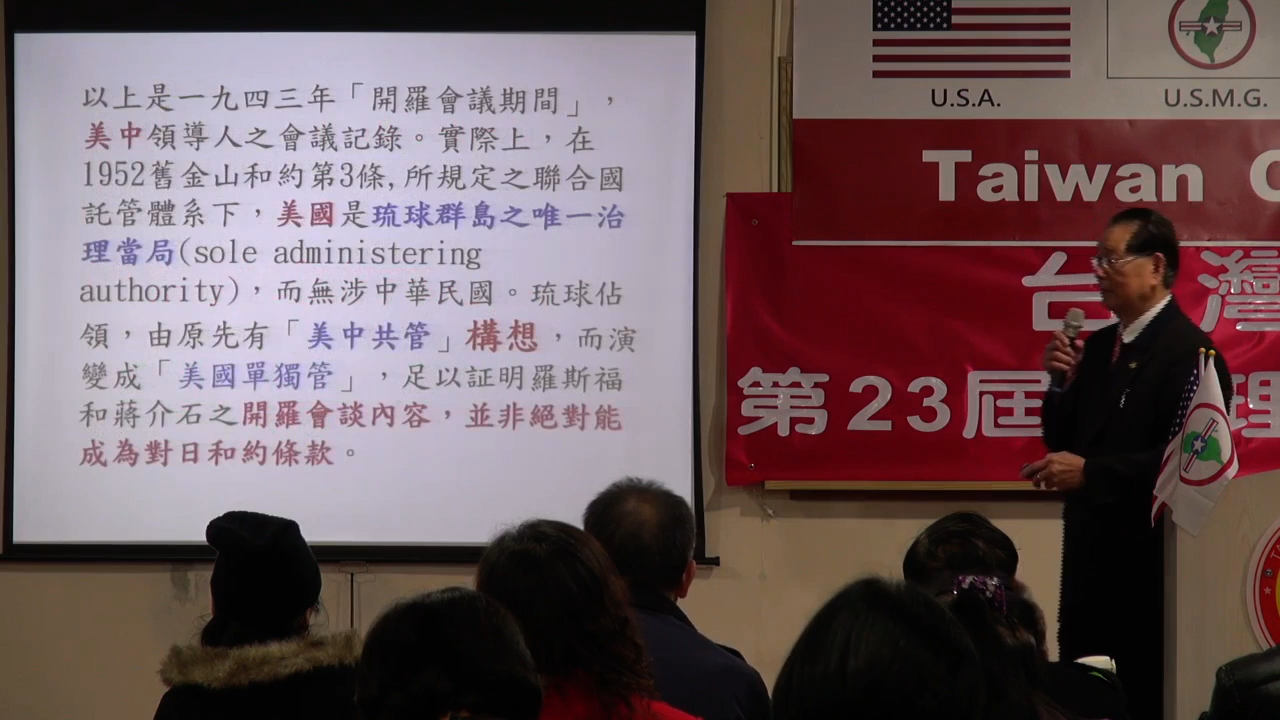 以上是一九四三年「開羅會議期間」，
美中領導人之會議記錄。實際上，在
1952舊金山和約第3條,所規定之聯合國
託管體系下，美國是琉球群島之唯一治
理當局(sole administering
authority)，而無涉中華民國。琉球佔
領，由原先有「美中共管」構想，而演
變成「美國單獨管」，足以証明羅斯福
和蔣介石之開羅會談內容，並非絕對能
成為對日和約條款。
U.S.A.
U.S.M.G.
Taiwan C
台灣
第23屆 理